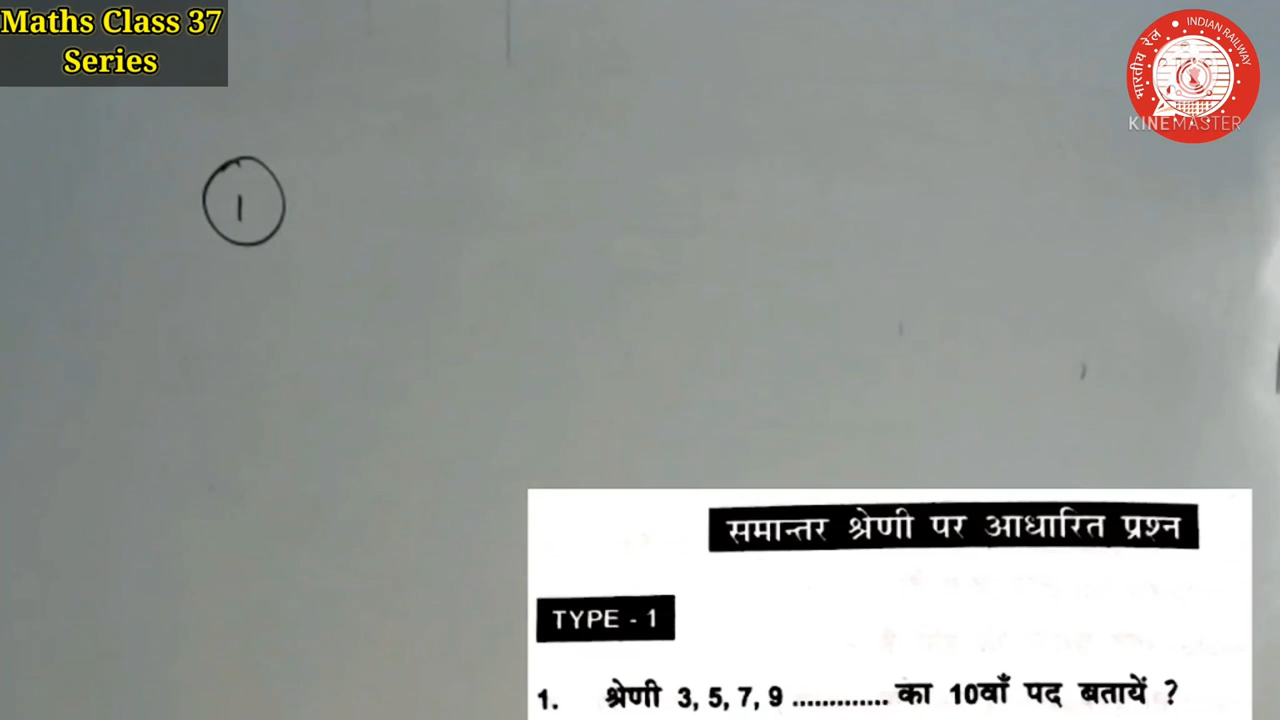 Maths Class 37
Series
भारतीय रेल
INDIAN RAILWAY
KINEMASTER
1
समान्तर श्रेणी पर आधारित प्रश्न
TYPE - 1
1. श्रेणी 3, 5, 7, 9 ............. का 10वाँ पद बतायें ?